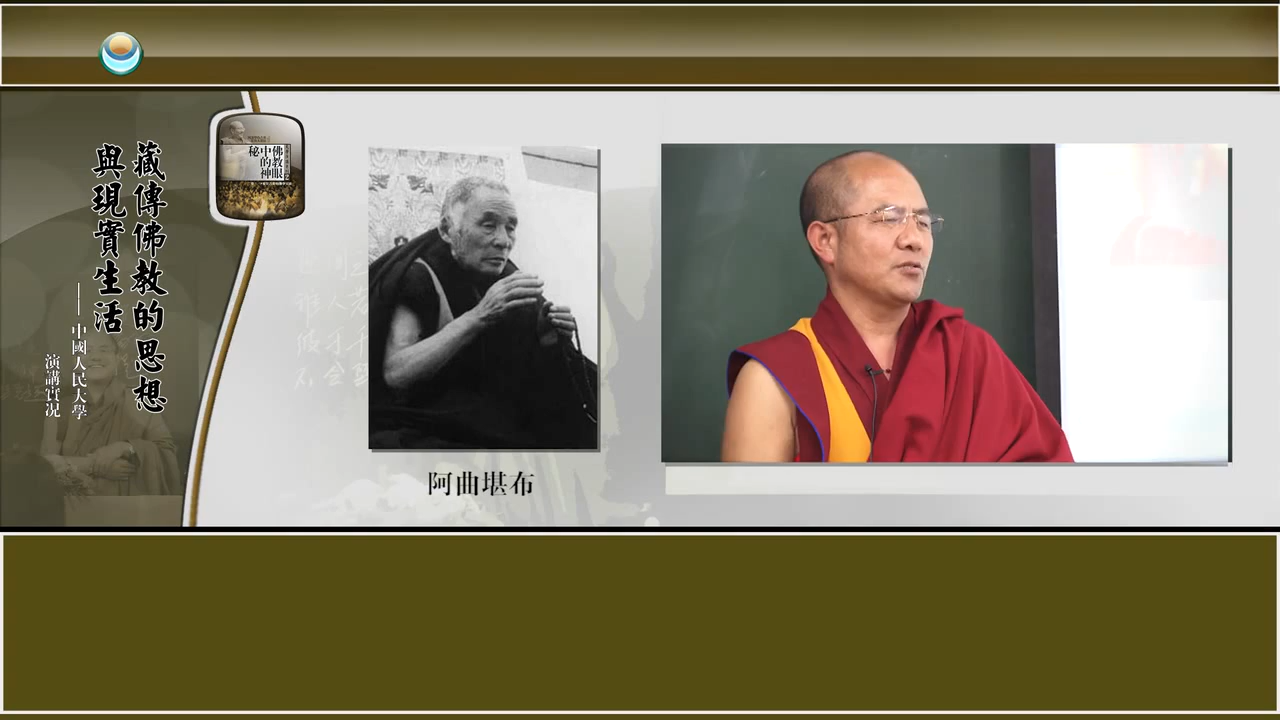 藏傳佛教的思想
與現實生活
——中國人民大學
演講實況
佛教眼
中的神
秘
阿曲堪布